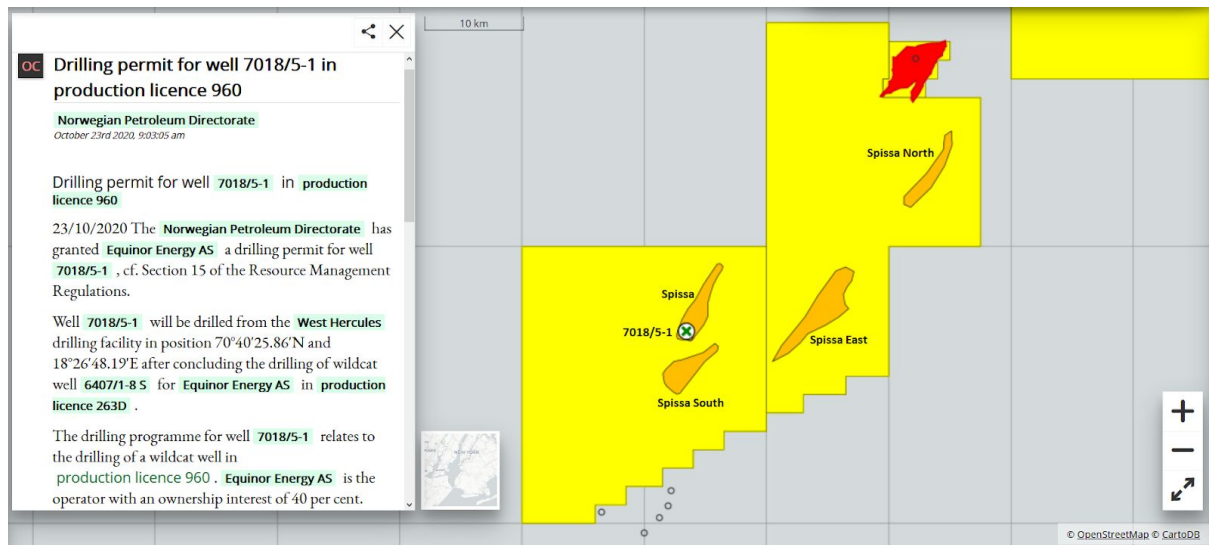 OC
Drilling permit for well 7018/5-1 in
production licence 960
Norwegian Petroleum Directorate
October 23rd 2020, 9:03:05 am
Drilling permit for well 7018/5-1 in production
licence 960
23/10/2020 The Norwegian Petroleum Directorate has
granted Equinor Energy AS a drilling permit for well
7018/5-1 , cf. Section 15 of the Resource Management
Regulations.
Well 7018/5-1 will be drilled from the West Hercules
drilling facility in position 70°40'25.86'N and
18°26'48.19'E after concluding the drilling of wildcat
well 6407/1-8 S for Equinor Energy AS in production
licence 263D .
The drilling programme for well 7018/5-1 relates to
the drilling of a wildcat well in
production licence 960 . Equinor Energy AS is the
operator with an ownership interest of 40 per cent.
10 km
Spissa North
Spissa
7018/5-1
Spissa East
Spissa South
+
−
© OpenStreetMap © CartoDB